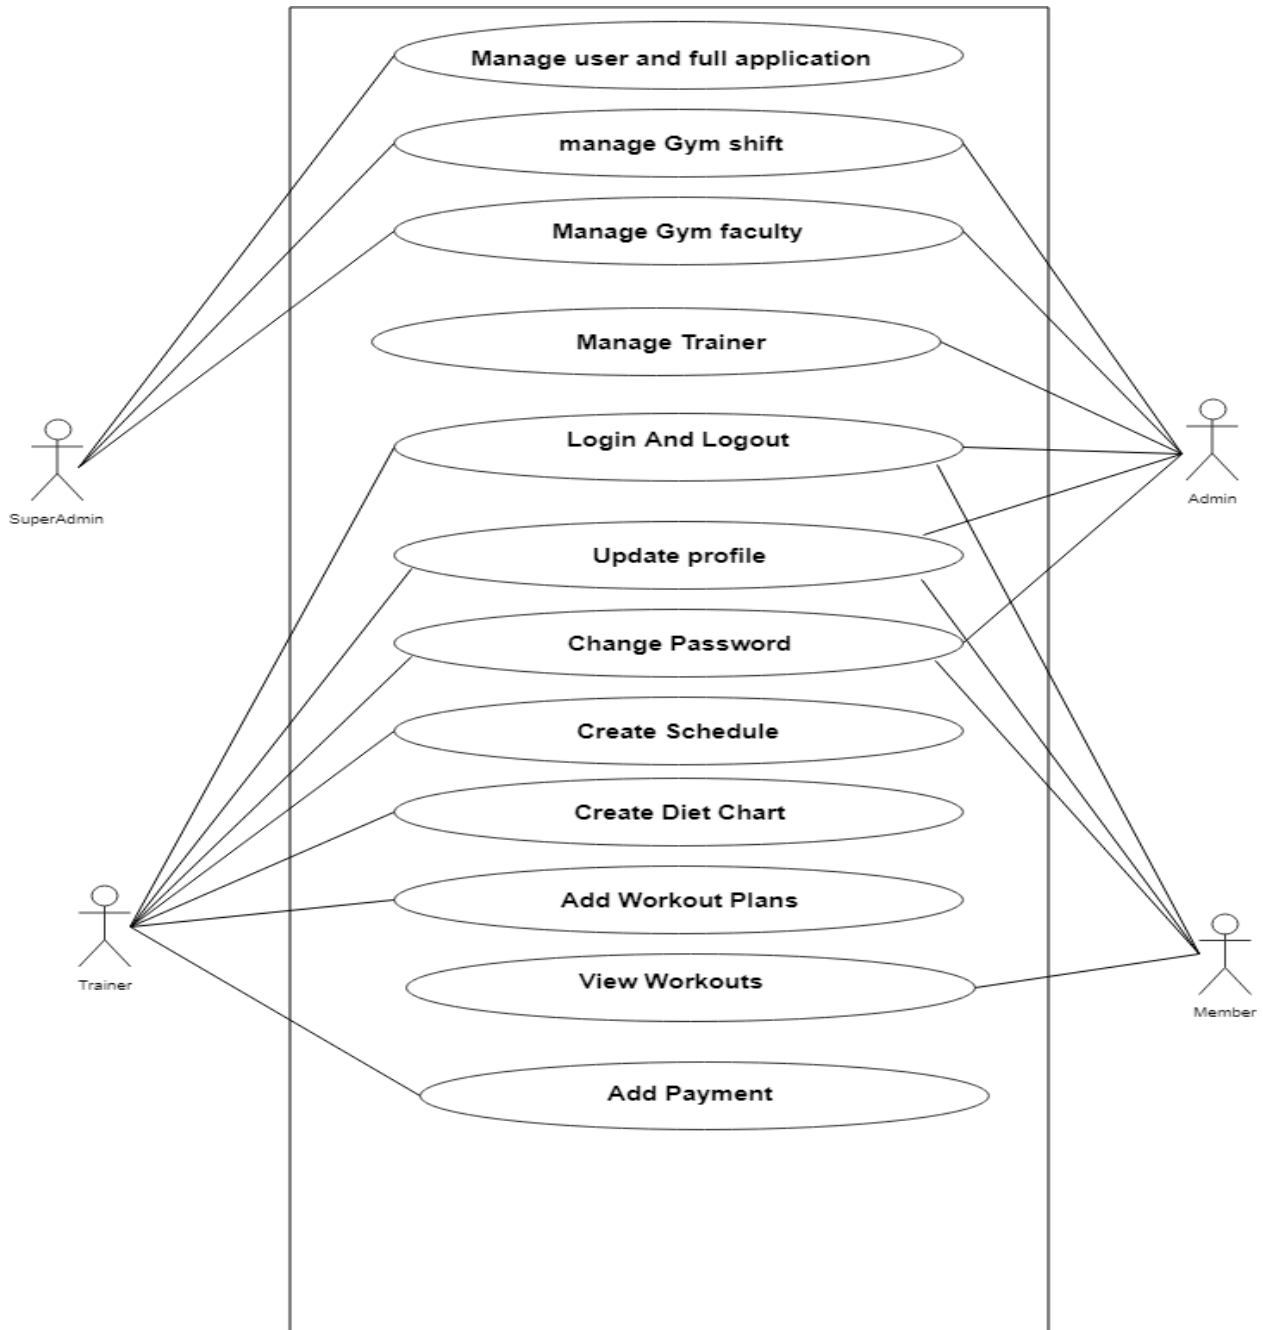 Manage user and full application
manage Gym shift
Manage Gym faculty
Manage Trainer
Login And Logout
SuperAdmin
Admin
Update profile
Change Password
Create Schedule
Create Diet Chart
Add Workout Plans
View Workouts
Trainer
Member
Add Payment